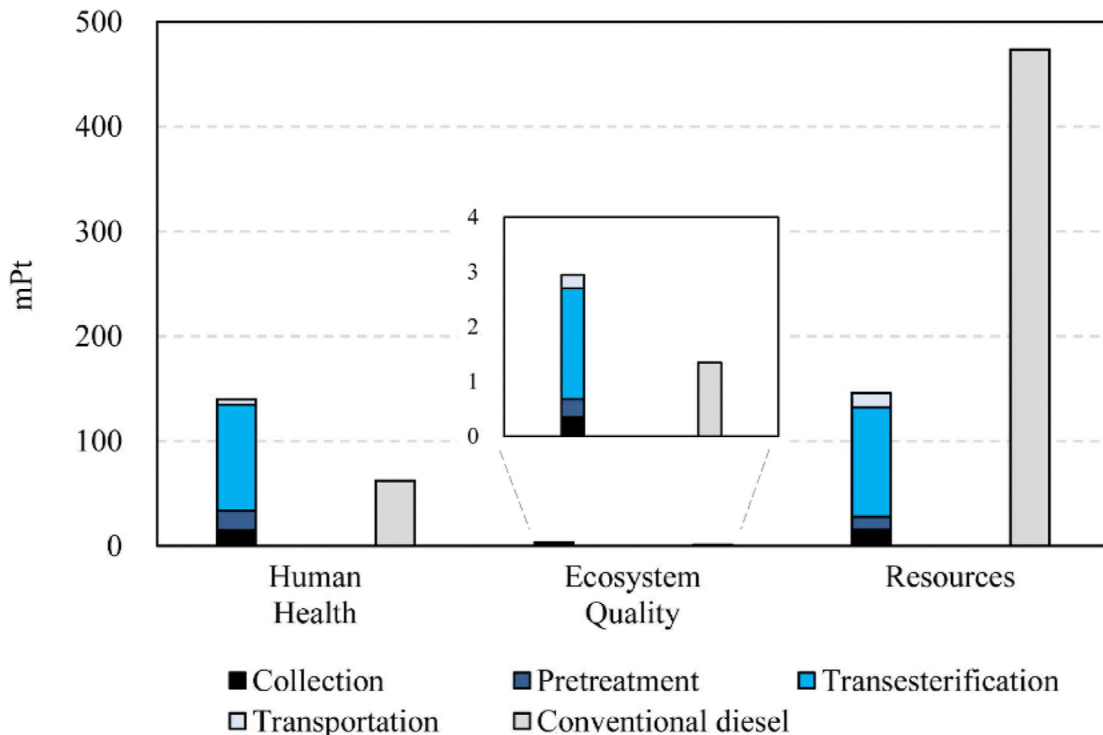 500
400
300
200
100
0
mPt
4
3
2
1
0
Human
Health
Ecosystem
Quality
Resources
Collection
Pretreatment
Transesterification
Transportation
Conventional diesel